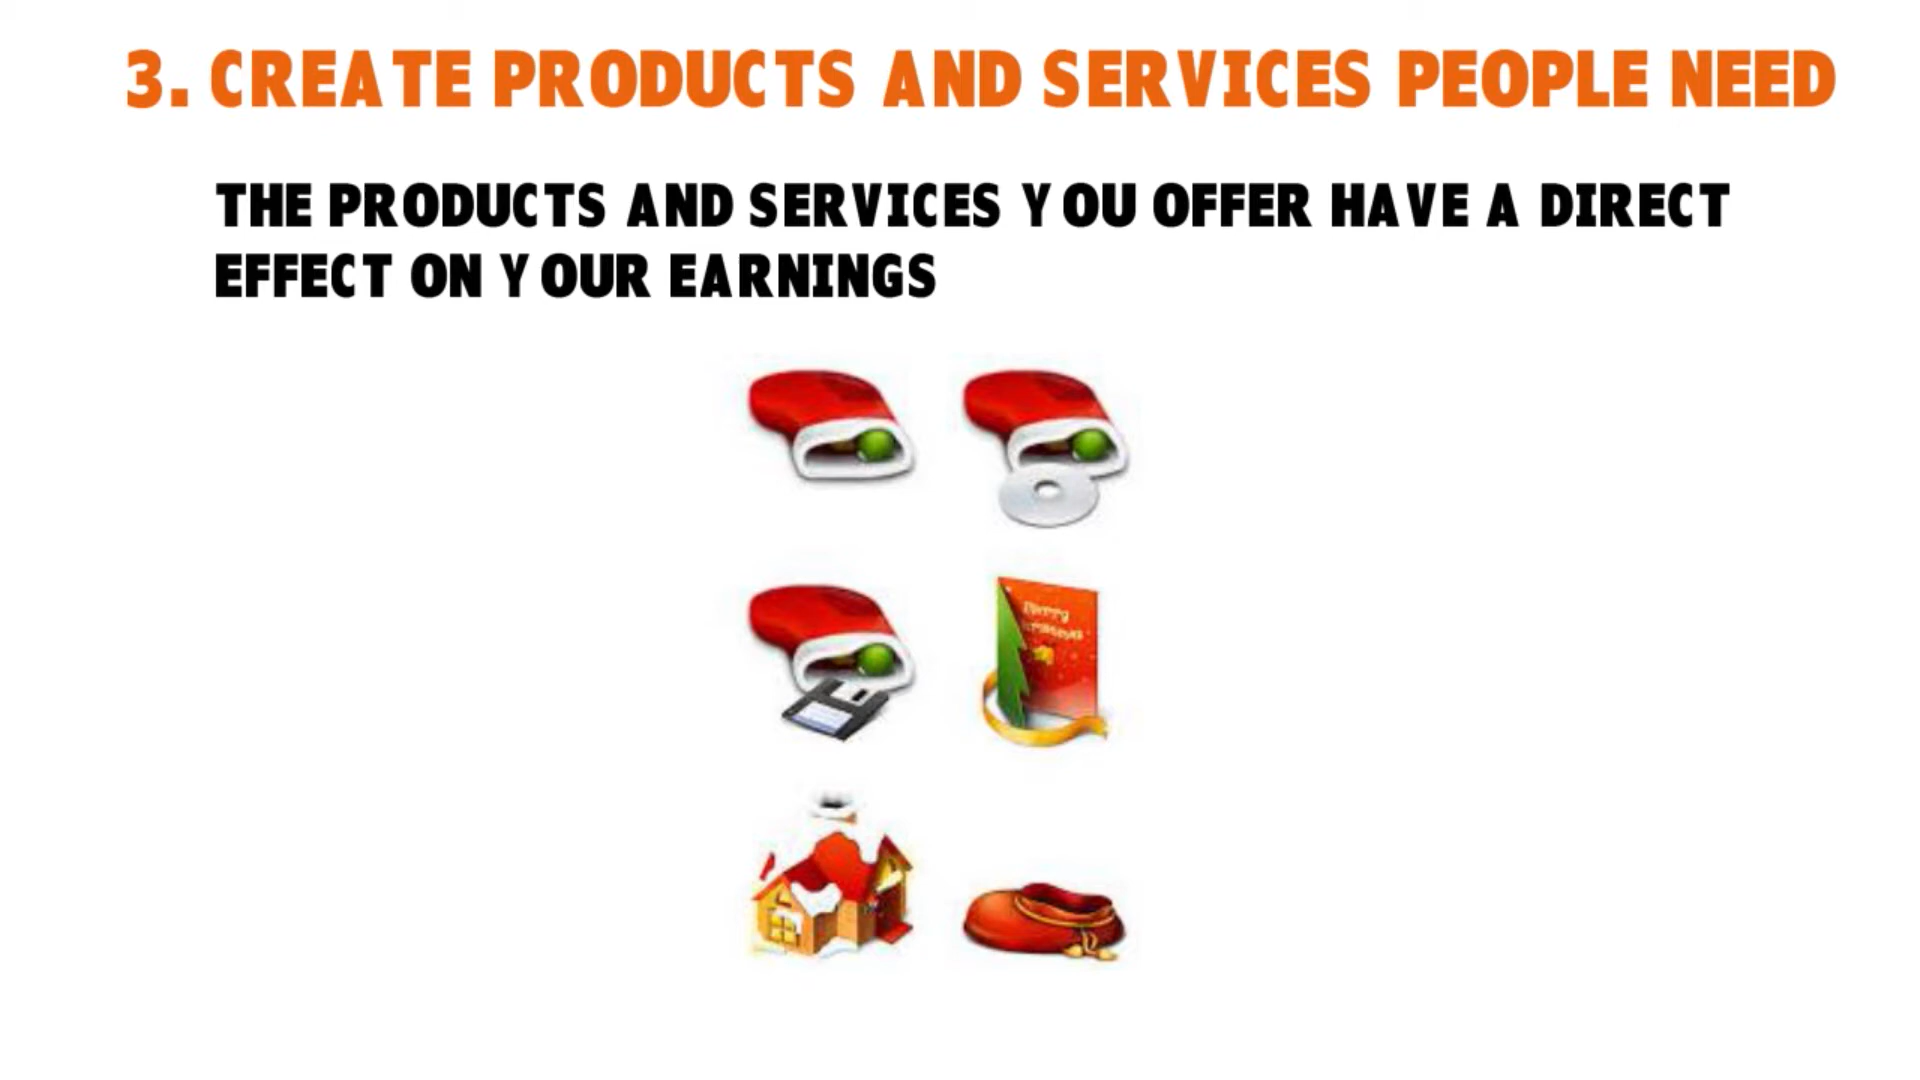 3. CREATE PRODUCTS AND SERVICES PEOPLE NEED
THE PRODUCTS AND SERVICES YOU OFFER HAVE A DIRECT
EFFECT ON YOUR EARNINGS
Merry